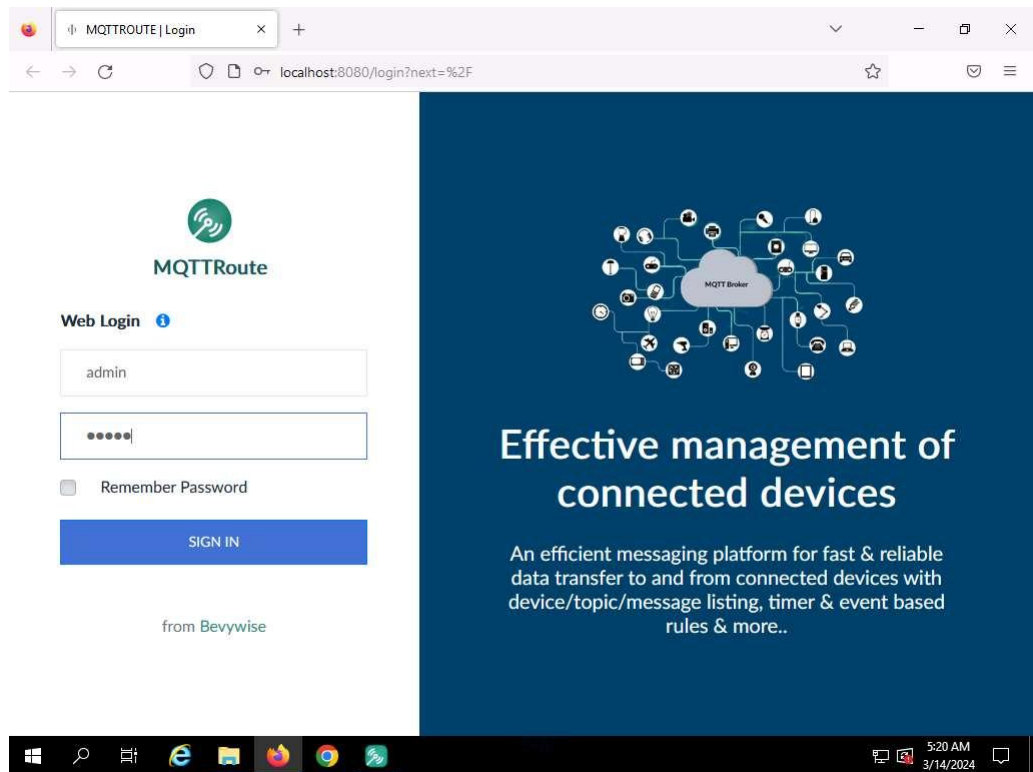 MQTTROUTE | Login
localhost:8080/login?next=%2F
MQTTRoute
Web Login
admin
Remember Password
SIGN IN
from Bevywise
MQTT Broker
Effective management of
connected devices
An efficient messaging platform for fast & reliable
data transfer to and from connected devices with
device/topic/message listing, timer & event based
rules & more..
5:20 AM
3/14/2024